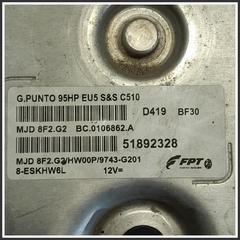 G.PUNTO 95HP EU5 S&S C510
D419 BF30
MJD 8F2.G2 BC.0106862.A
51892328
MJD 8F2.G2/HW00P/9743-G201
8-ESKHW6L 12V=
FPT